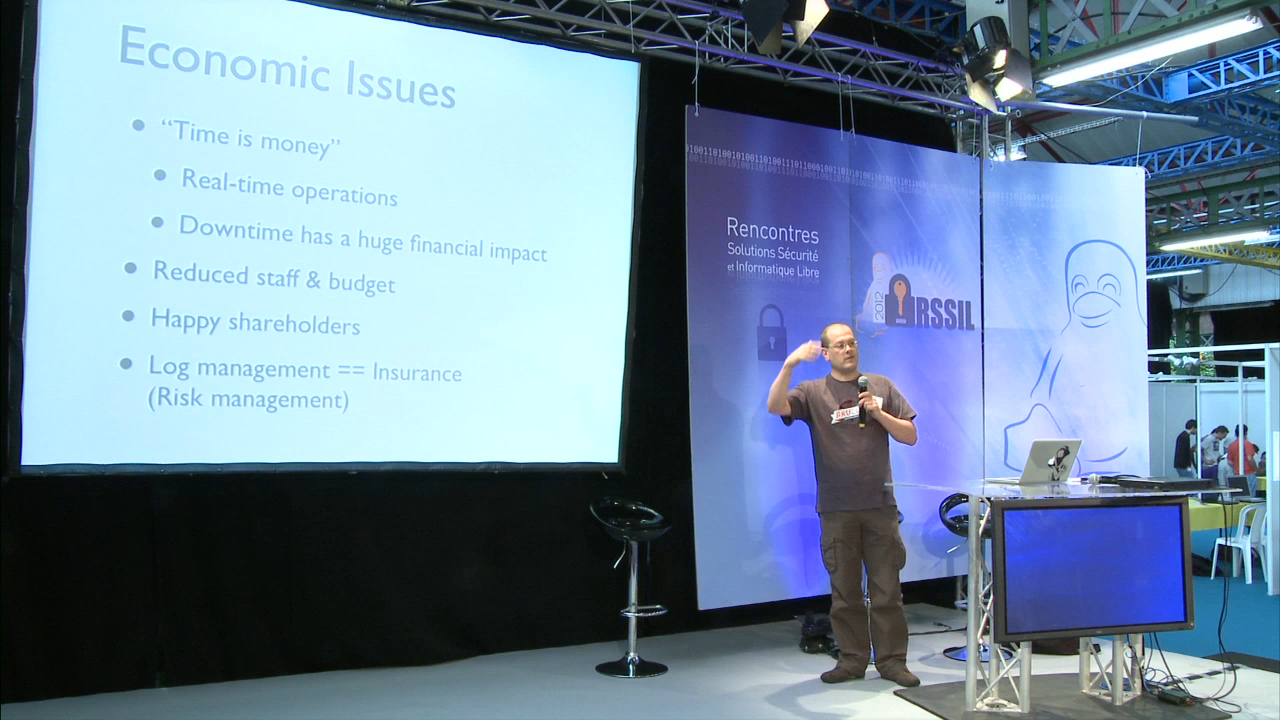 Economic Issues
“Time is money”
Real-time operations
Downtime has a huge financial impact
Reduced staff & budget
Happy shareholders
Log management == Insurance
(Risk management)
Rencontres
Solutions Sécurité
et Informatique Libre
2012
RSSIL